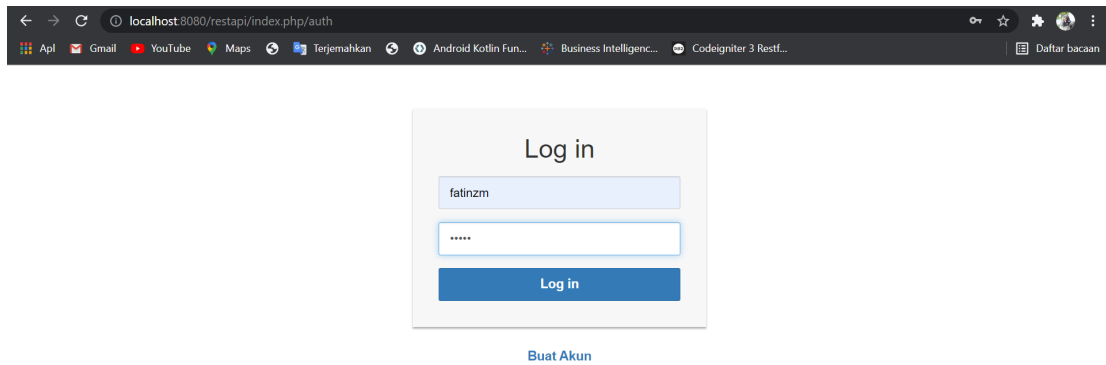 localhost:8080/restapi/index.php/auth
Apl Gmail YouTube Maps Terjemahkan Android Kotlin Fun... Business Intelligenc... Codeigniter 3 Restf... Daftar bacaan
Log in
fatinzm
•••••
Log in
Buat Akun